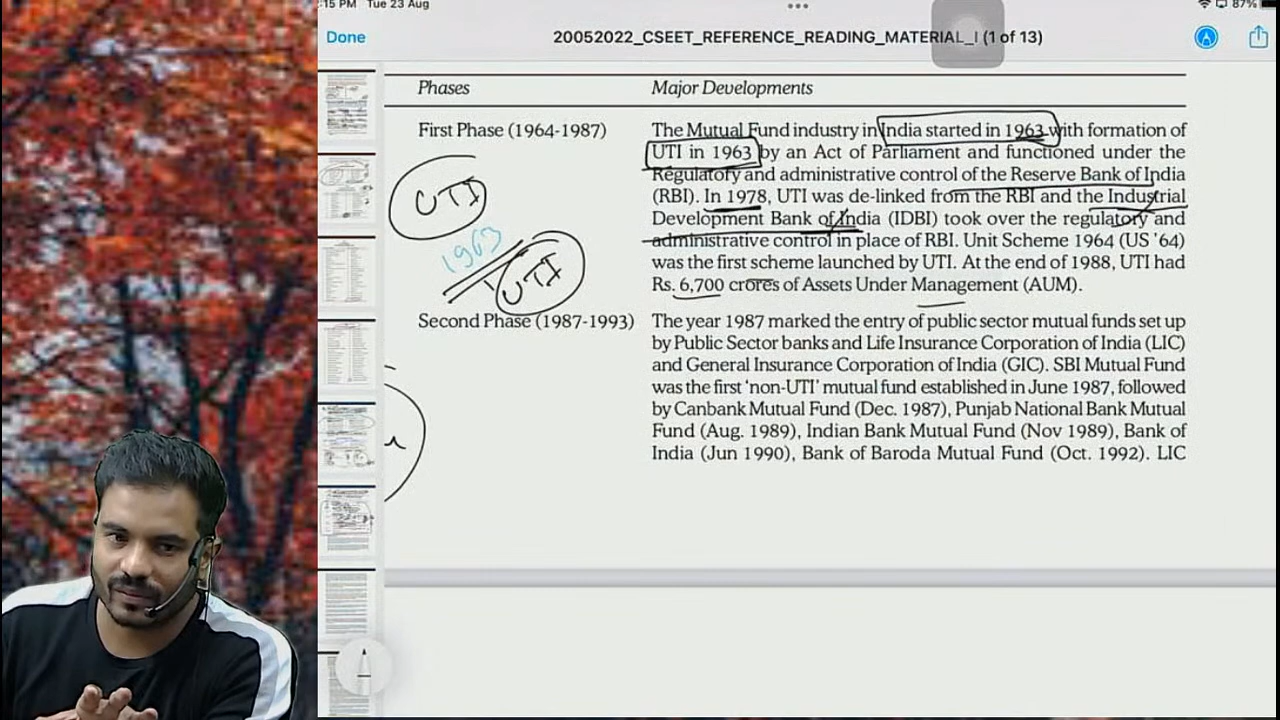 :15 PM Tue 23 Aug
87%
Done
20052022_CSEET_REFERENCE_READING_MATERIAL_I (1 of 13)
Phases Major Developments
First Phase (1964-1987) The Mutual Fund industry in India started in 1963 with formation of
UTI in 1963 by an Act of Parliament and functioned under the
Regulatory and administrative control of the Reserve Bank of India
(RBI). In 1978, UTI was de-linked from the RBI and the Industrial
Development Bank of India (IDBI) took over the regulatory and
administrative control in place of RBI. Unit Scheme 1964 (US '64)
was the first scheme launched by UTI. At the end of 1988, UTI had
Rs. 6,700 crores of Assets Under Management (AUM).
UTI
1963
UTI
Second Phase (1987-1993) The year 1987 marked the entry of public sector mutual funds set up
by Public Sector banks and Life Insurance Corporation of India (LIC)
and General Insurance Corporation of India (GIC). SBI Mutual Fund
was the first 'non-UTI' mutual fund established in June 1987, followed
by Canbank Mutual Fund (Dec. 1987), Punjab National Bank Mutual
Fund (Aug. 1989), Indian Bank Mutual Fund (Nov. 1989), Bank of
India (Jun 1990), Bank of Baroda Mutual Fund (Oct. 1992). LIC